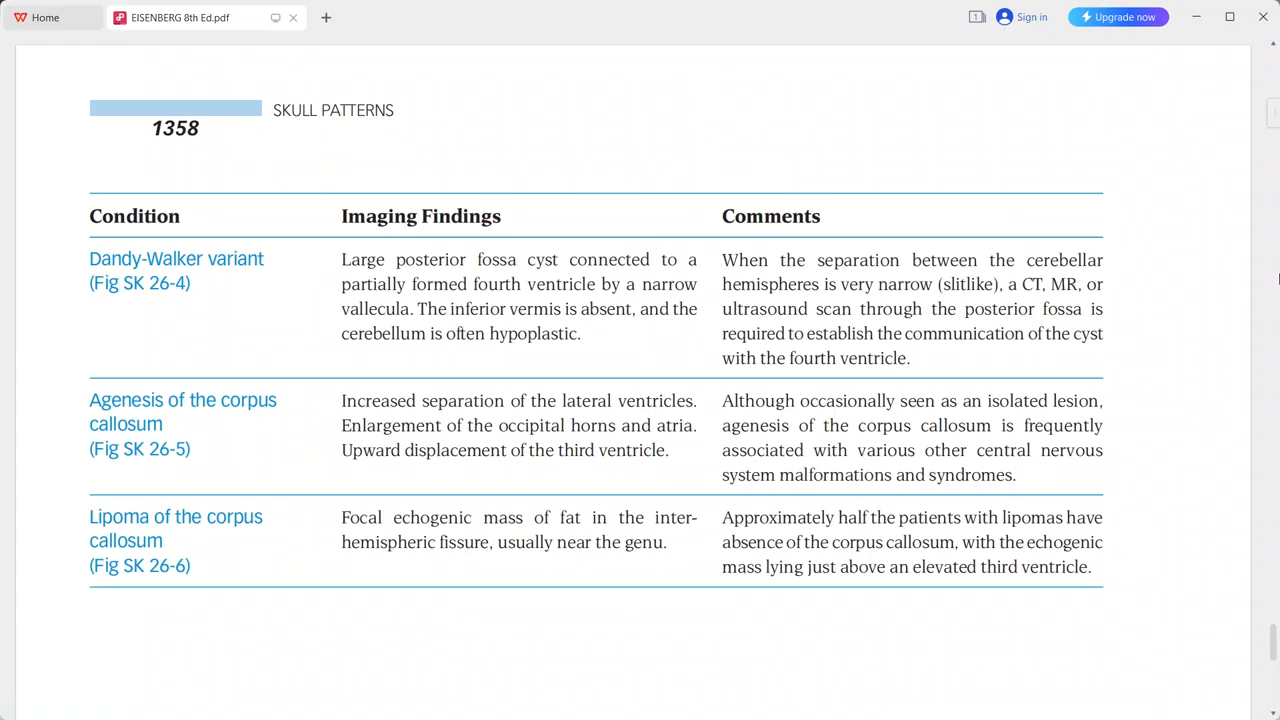 Home
EISENBERG 8th Ed.pdf
1
Sign in
Upgrade now
SKULL PATTERNS
1358
Condition
Imaging Findings
Comments
Dandy-Walker variant
(Fig SK 26-4)
Large posterior fossa cyst connected to a
partially formed fourth ventricle by a narrow
vallecula. The inferior vermis is absent, and the
cerebellum is often hypoplastic.
When the separation between the cerebellar
hemispheres is very narrow (slitlike), a CT, MR, or
ultrasound scan through the posterior fossa is
required to establish the communication of the cyst
with the fourth ventricle.
Agenesis of the corpus
callosum
(Fig SK 26-5)
Increased separation of the lateral ventricles.
Enlargement of the occipital horns and atria.
Upward displacement of the third ventricle.
Although occasionally seen as an isolated lesion,
agenesis of the corpus callosum is frequently
associated with various other central nervous
system malformations and syndromes.
Lipoma of the corpus
callosum
(Fig SK 26-6)
Focal echogenic mass of fat in the inter-
hemispheric fissure, usually near the genu.
Approximately half the patients with lipomas have
absence of the corpus callosum, with the echogenic
mass lying just above an elevated third ventricle.